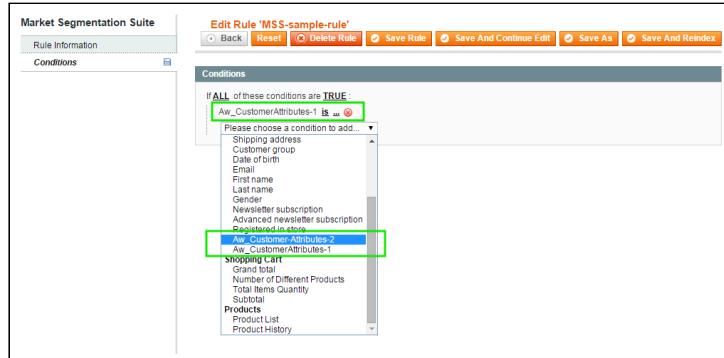 Market Segmentation Suite
Rule Information
Conditions
Edit Rule 'MSS-sample-rule'
Back Reset Delete Rule Save Rule Save And Continue Edit Save As Save And Reindex
Conditions
If ALL of these conditions are TRUE :
Aw_CustomerAttributes-1 is ...
Please choose a condition to add...
Shipping address
Customer group
Date of birth
Email
First name
Last name
Gender
Newsletter subscription
Advanced newsletter subscription
Registered in store
Aw_Customer-Attributes-2
Aw_CustomerAttributes-1
Shopping Cart
Grand total
Number of Different Products
Total Items Quantity
Subtotal
Products
Product List
Product History